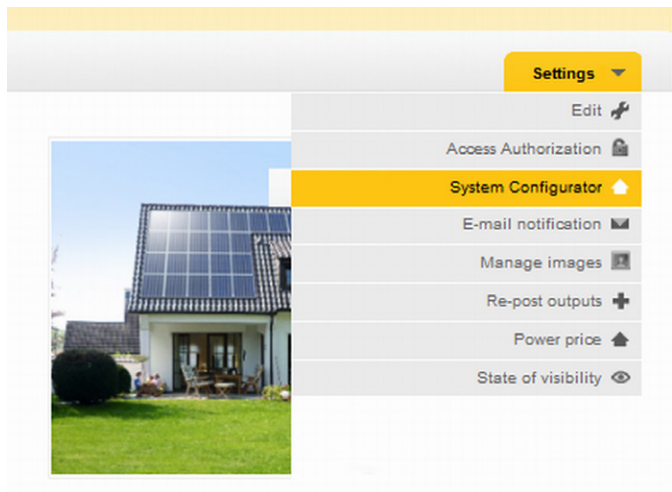 Settings
Edit
Access Authorization
System Configurator
E-mail notification
Manage images
Re-post outputs
Power price
State of visibility